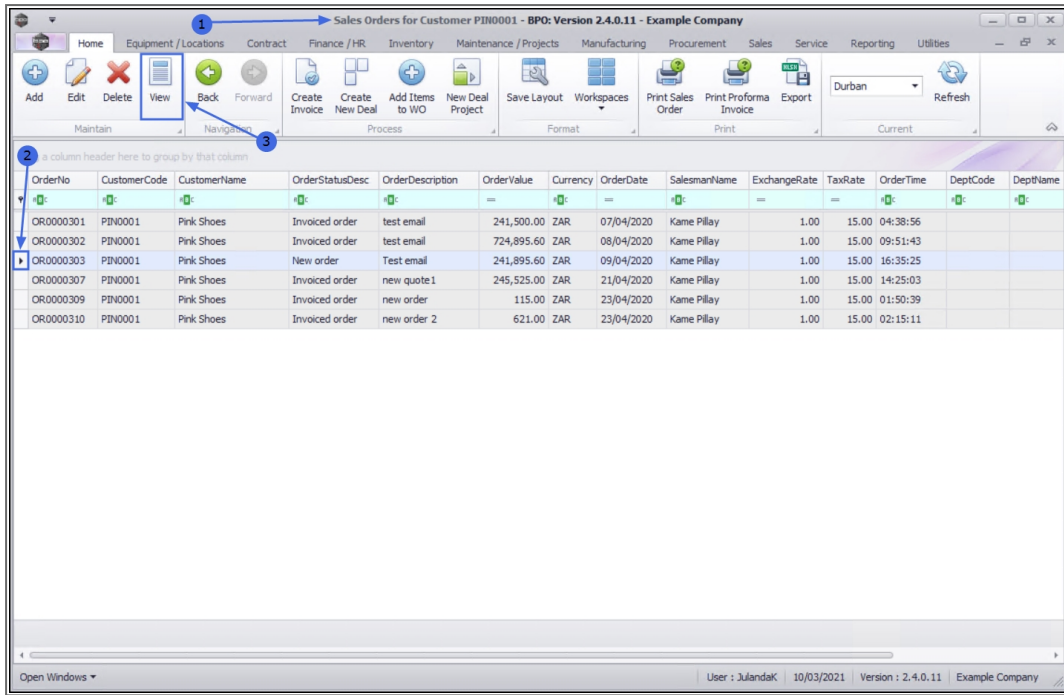 1
Sales Orders for Customer PIN0001 - BPO: Version 2.4.0.11 - Example Company
Home Equipment / Locations Contract Finance / HR Inventory Maintenance / Projects Manufacturing Procurement Sales Service Reporting Utilities
Add Edit Delete View Back Forward Create Invoice Create New Deal Add Items to WO New Deal Project Save Layout Workspaces Print Sales Order Print Proforma Invoice Export Durban Refresh
Maintain Navigation Process Format Print Current
3
2 a column header here to group by that column
OrderNo CustomerCode CustomerName OrderStatusDesc OrderDescription OrderValue Currency OrderDate SalesmanName ExchangeRate TaxRate OrderTime DeptCode DeptName
OR0000301 PIN0001 Pink Shoes Invoiced order test email 241,500.00 ZAR 07/04/2020 Kame Pillay 1.00 15.00 04:38:56
OR0000302 PIN0001 Pink Shoes Invoiced order test email 724,895.60 ZAR 08/04/2020 Kame Pillay 1.00 15.00 09:51:43
OR0000303 PIN0001 Pink Shoes New order Test email 241,895.60 ZAR 09/04/2020 Kame Pillay 1.00 15.00 16:35:25
OR0000307 PIN0001 Pink Shoes Invoiced order new quote1 245,525.00 ZAR 21/04/2020 Kame Pillay 1.00 15.00 14:25:03
OR0000309 PIN0001 Pink Shoes Invoiced order new order 115.00 ZAR 23/04/2020 Kame Pillay 1.00 15.00 01:50:39
OR0000310 PIN0001 Pink Shoes Invoiced order new order 2 621.00 ZAR 23/04/2020 Kame Pillay 1.00 15.00 02:15:11
Open Windows User : JulandaK 10/03/2021 Version : 2.4.0.11 Example Company